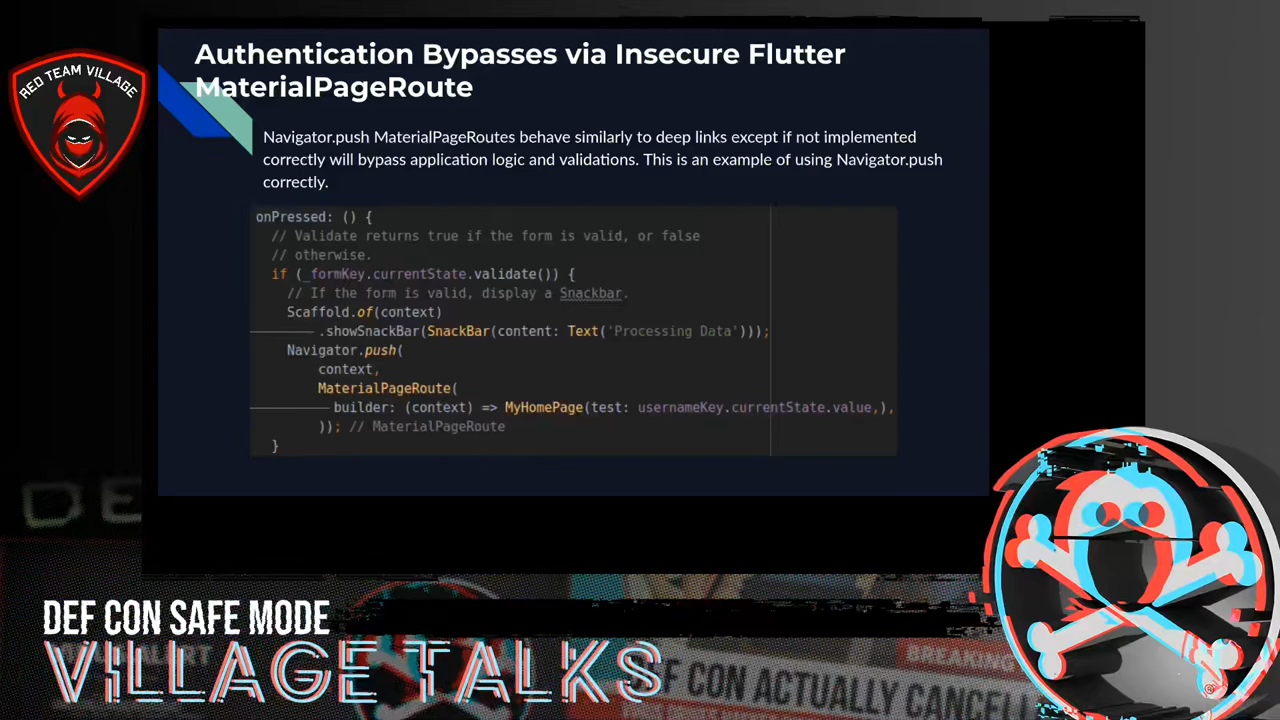 RED TEAM VILLAGE
Authentication Bypasses via Insecure Flutter
MaterialPageRoute
Navigator.push MaterialPageRoutes behave similarly to deep links except if not implemented
correctly will bypass application logic and validations. This is an example of using Navigator.push
correctly.
onPressed: () {
// Validate returns true if the form is valid, or false
// otherwise.
if (_formKey.currentState.validate()) {
// If the form is valid, display a Snackbar.
Scaffold.of(context)
.showSnackBar(SnackBar(content: Text('Processing Data')));
Navigator.push(
context,
MaterialPageRoute(
builder: (context) => MyHomePage(test: usernameKey.currentState.value,),
)); // MaterialPageRoute
}
DE
DEF CON SAFE MODE
VILLAGE TALKS
BREAKING
DEF CON ACTUALLY CANCELL